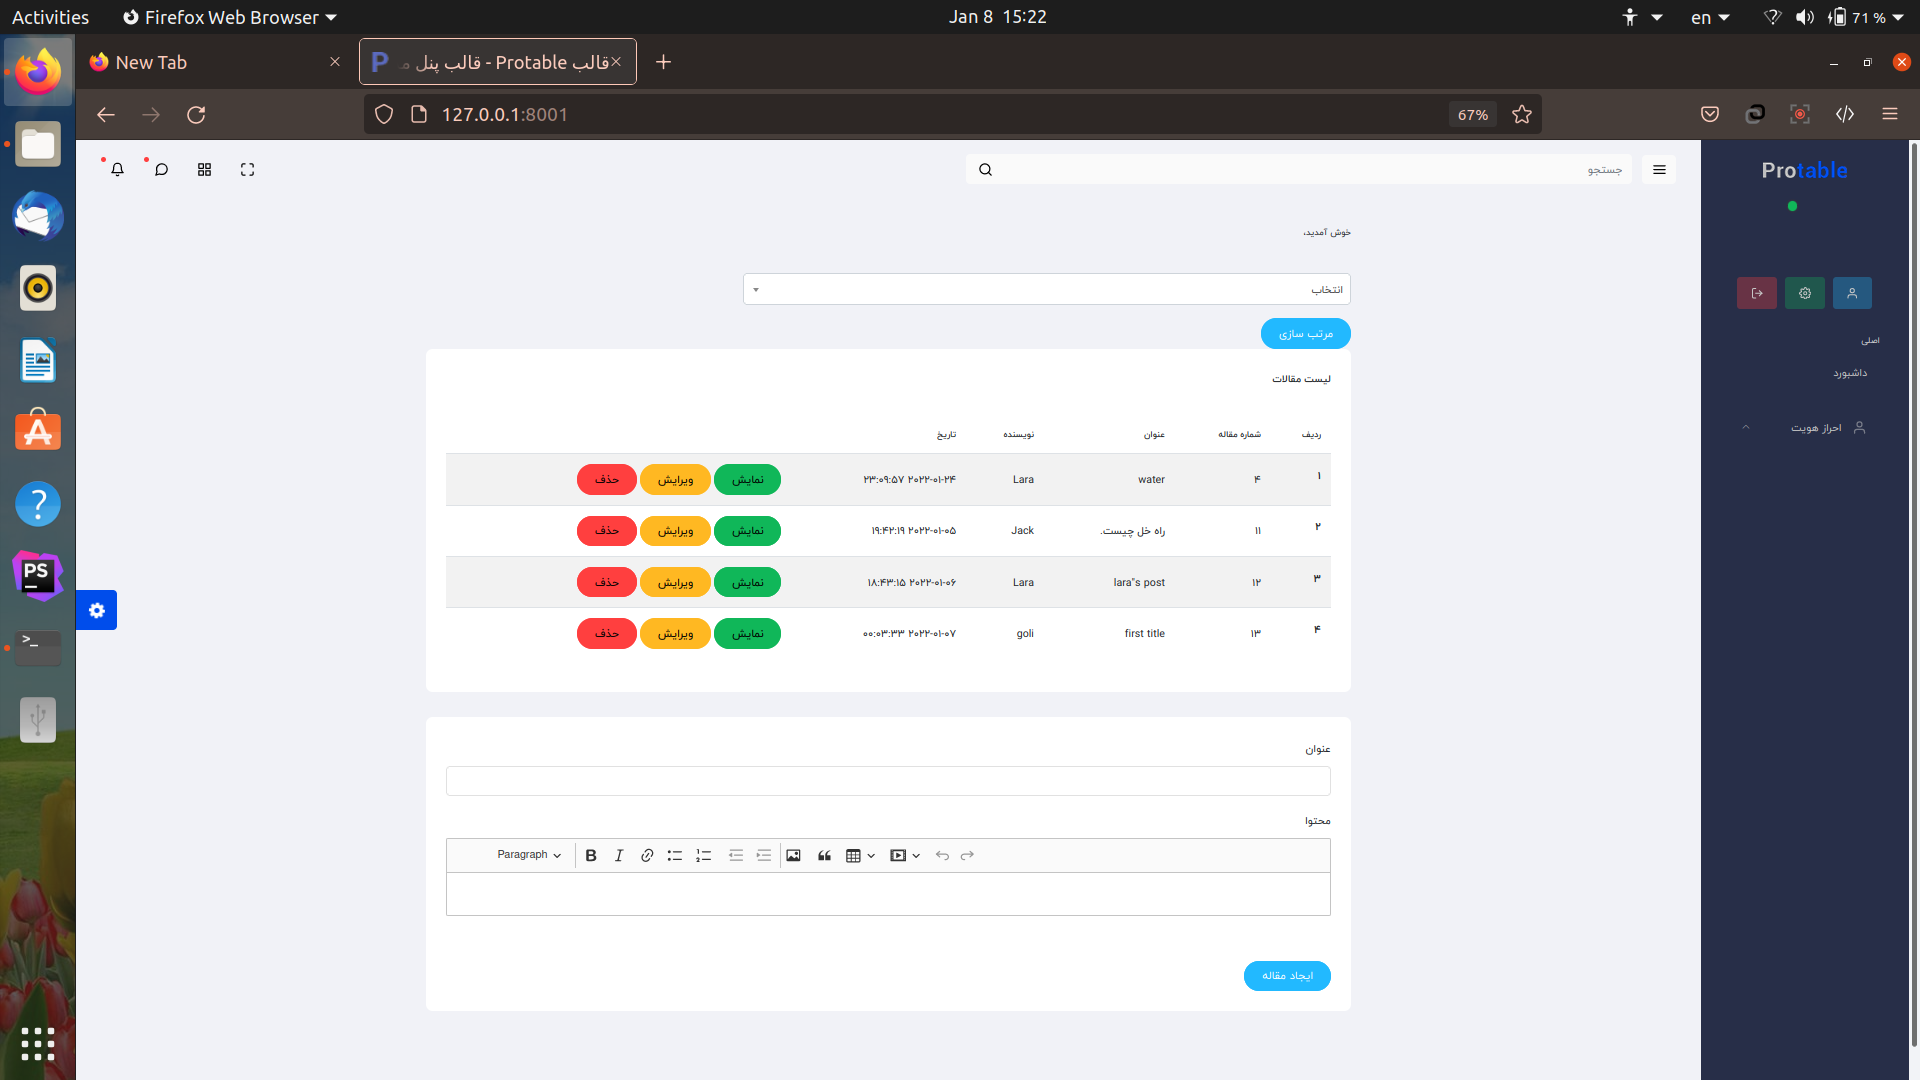 Activities
Firefox Web Browser
Jan 8 15:22
en
71 %
New Tab
قالب Protable - قالب پنل مـ
127.0.0.1:8001
67%
Protable
جستجو
خوش آمدید،
انتخاب
مرتب سازی
اصلی
داشبورد
احراز هویت
لیست مقالات
ردیف شماره مقاله عنوان نویسنده تاریخ
۱ ۴ water Lara ۲۰۲۲-۰۱-۲۴ ۲۳:۰۹:۵۷ نمایش ویرایش حذف
۲ ۱۱ راه خل چیست. Jack ۲۰۲۲-۰۱-۰۵ ۱۹:۴۲:۱۹ نمایش ویرایش حذف
۳ ۱۲ lara"s post Lara ۲۰۲۲-۰۱-۰۶ ۱۸:۴۳:۱۵ نمایش ویرایش حذف
۴ ۱۳ first title goli ۲۰۲۲-۰۱-۰۷ ۰۰:۰۳:۳۳ نمایش ویرایش حذف
عنوان
محتوا
Paragraph
ایجاد مقاله
PS